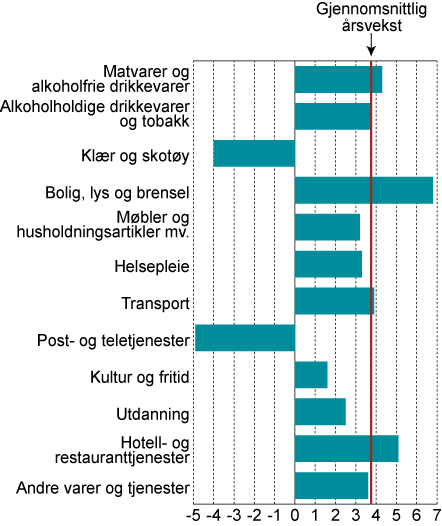 Gjennomsnittlig
årsvekst
Matvarer og
alkoholfrie drikkevarer
Alkoholholdige drikkevarer
og tobakk
Klær og skotøy
Bolig, lys og brensel
Møbler og
husholdningsartikler mv.
Helsepleie
Transport
Post- og teletjenester
Kultur og fritid
Utdanning
Hotell- og
restauranttjenester
Andre varer og tjenester
-5 -4 -3 -2 -1 0 1 2 3 4 5 6 7